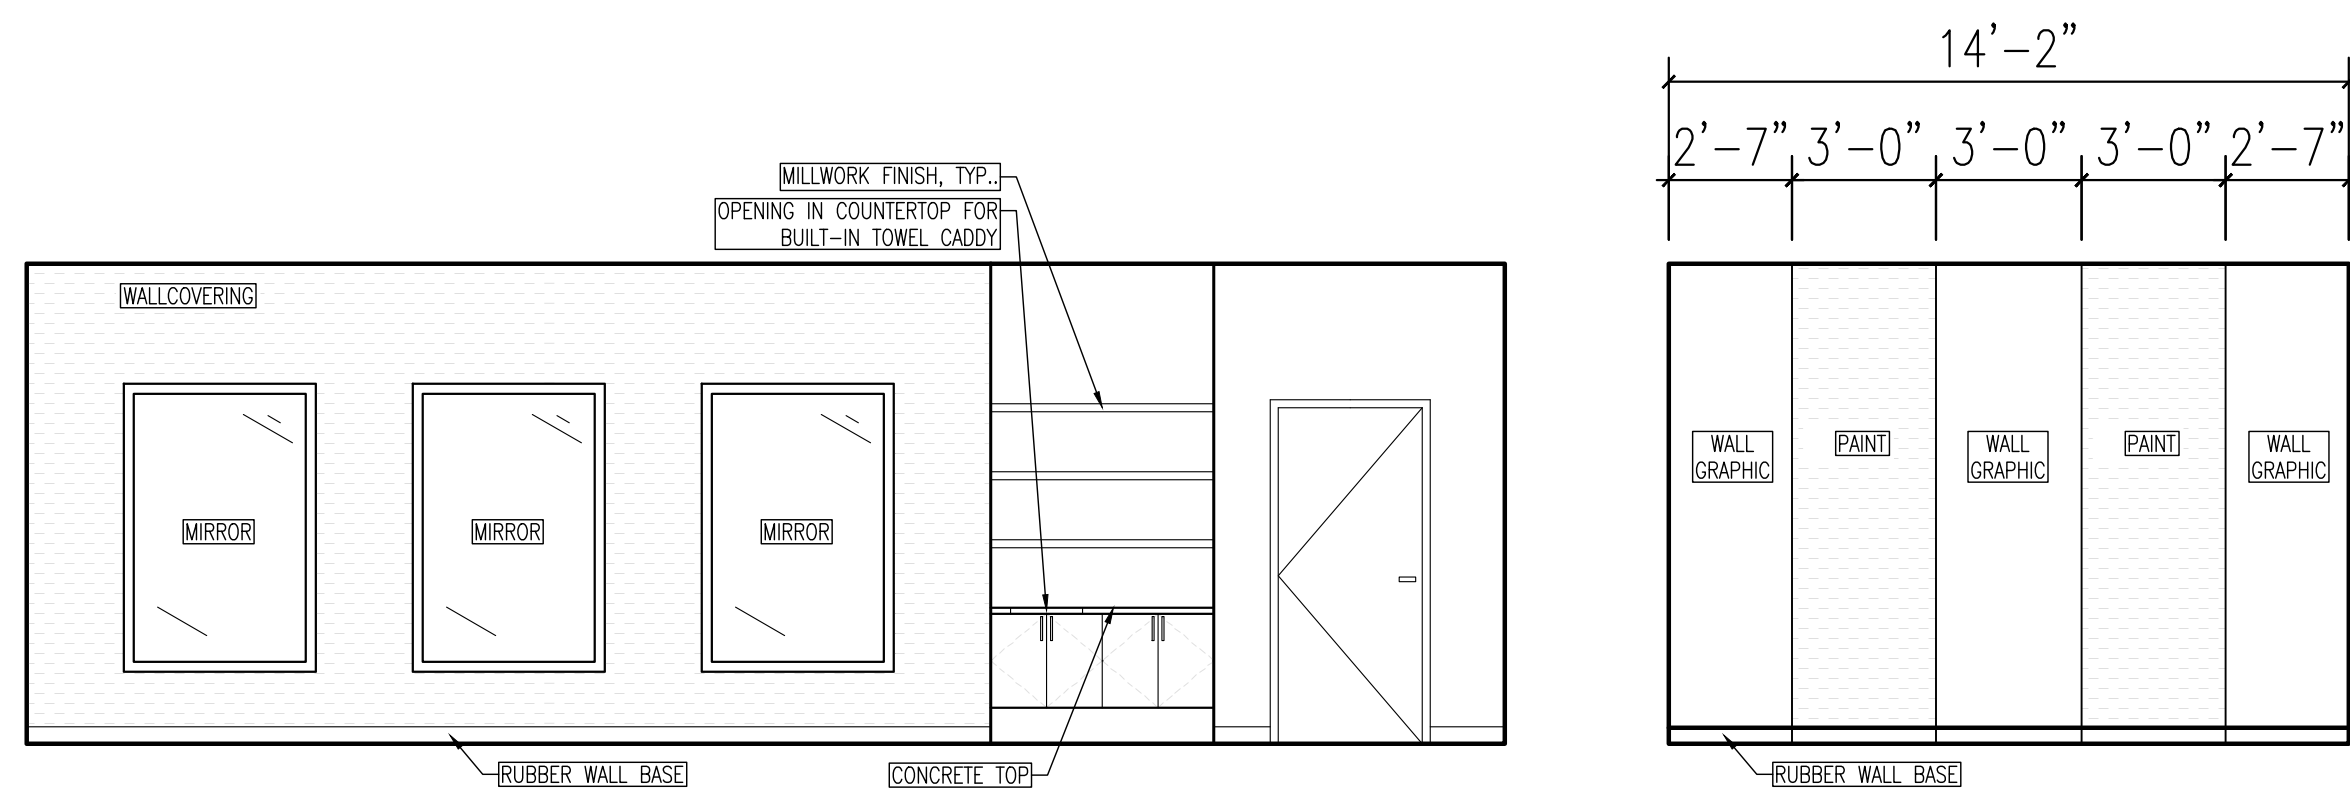 14'-2"
2'-7" 3'-0" 3'-0" 3'-0" 2'-7"
MILLWORK FINISH, TYP..
OPENING IN COUNTERTOP FOR
BUILT-IN TOWEL CADDY
WALLCOVERING
MIRROR
MIRROR
MIRROR
RUBBER WALL BASE
CONCRETE TOP
WALL
GRAPHIC
PAINT
WALL
GRAPHIC
PAINT
WALL
GRAPHIC
RUBBER WALL BASE